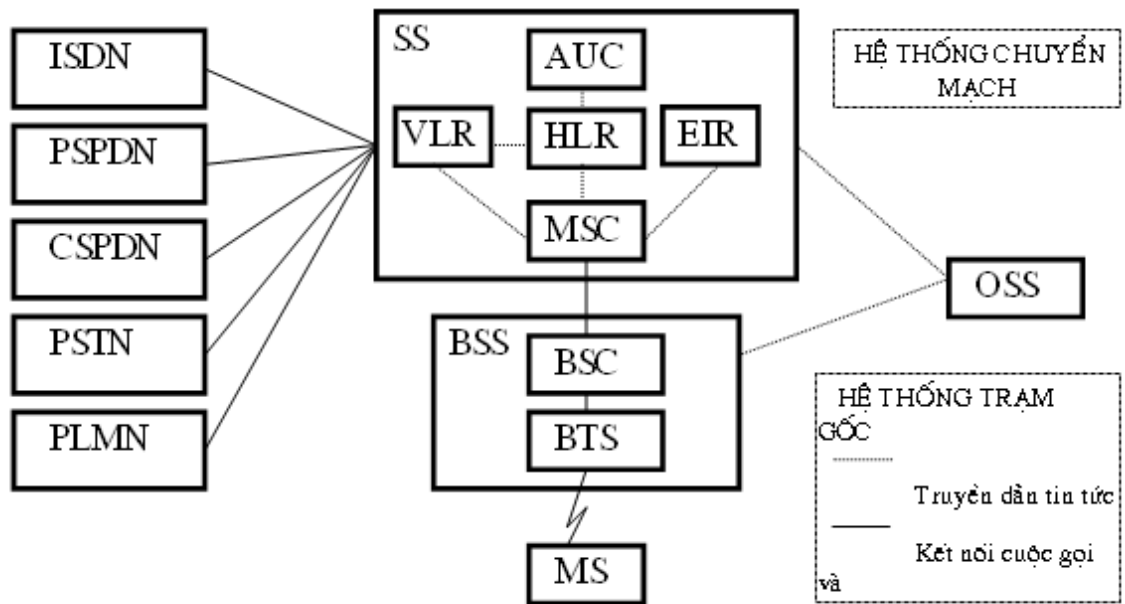 ISDN
PSPDN
CSPDN
PSTN
PLMN
SS
AUC
VLR
HLR
EIR
MSC
BSS
BSC
BTS
MS
HỆ THỐNG CHUYỂN
MẠCH
OSS
HỆ THỐNG TRẠM
GỐC
Truyền dẫn tin tức
Kết nối cuộc gọi
và